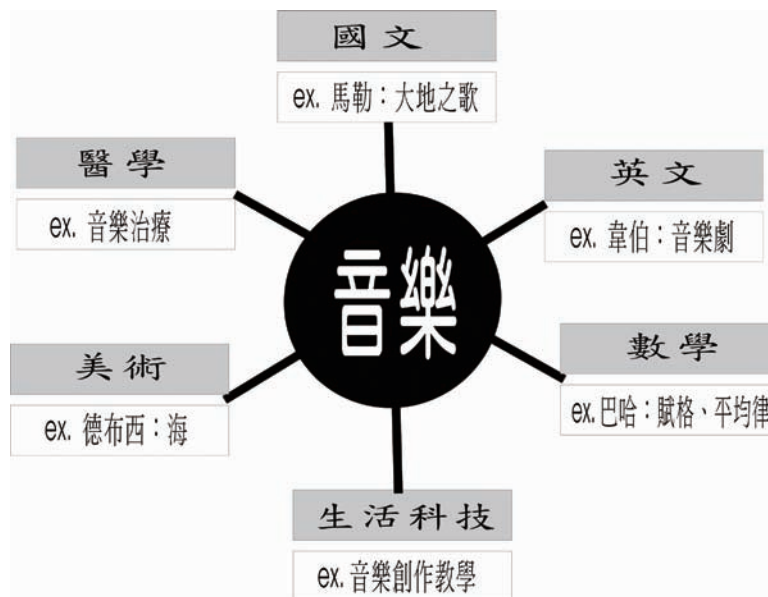 國文
ex. 馬勒：大地之歌
醫學
ex. 音樂治療
英文
ex. 韋伯：音樂劇
音樂
美術
ex. 德布西：海
數學
ex.巴哈：賦格、平均律
生活科技
ex.音樂創作教學